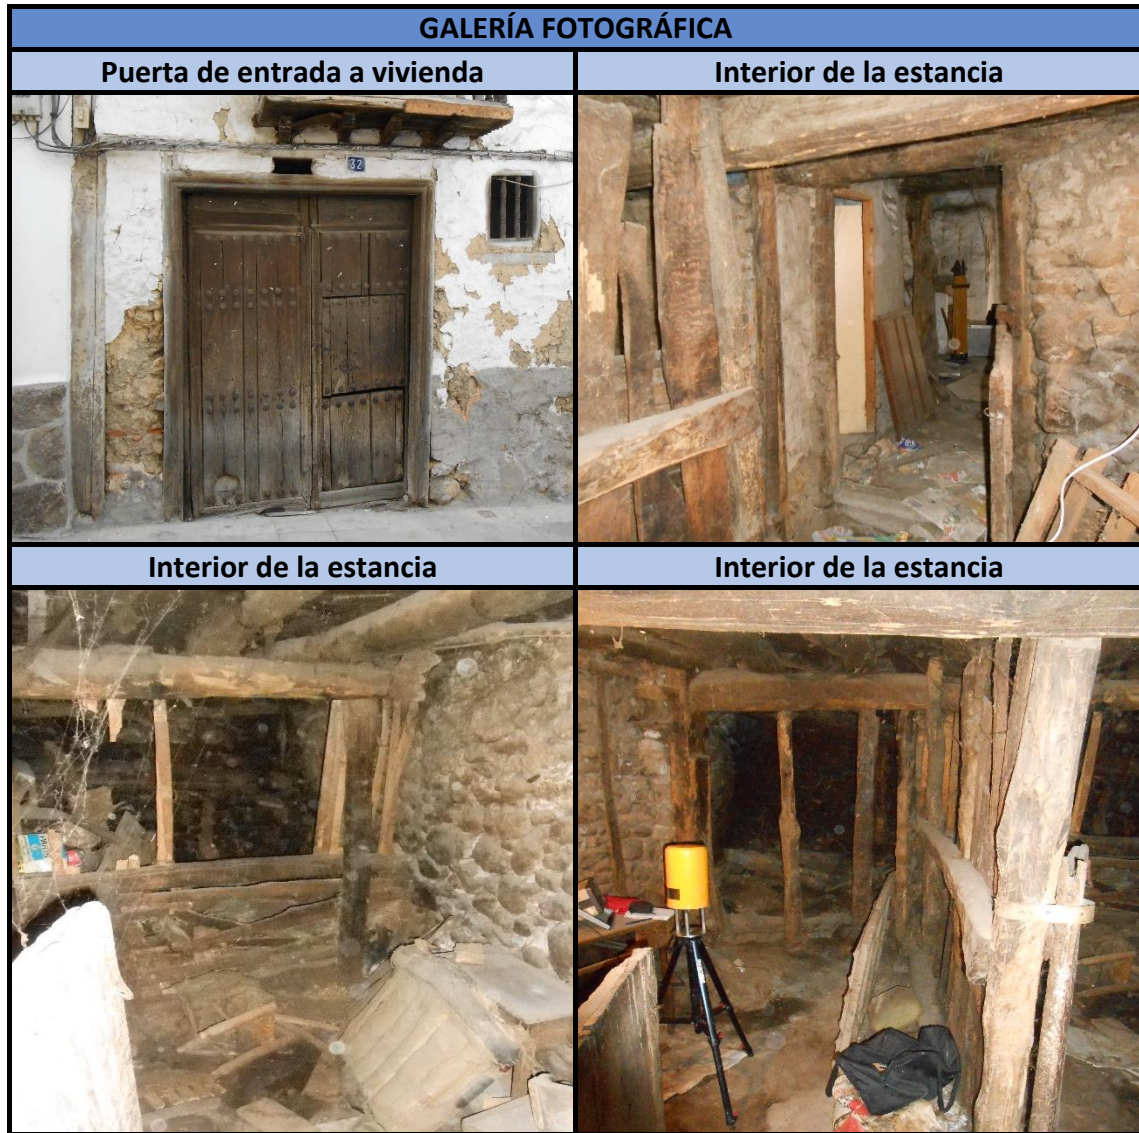 GALERÍA FOTOGRÁFICA
Puerta de entrada a vivienda
Interior de la estancia
32
Interior de la estancia
Interior de la estancia